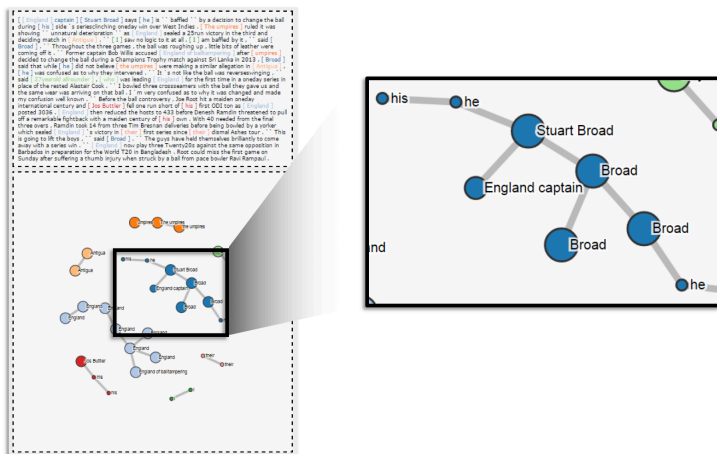 [ [ England ] captain ] [ Stuart Broad ] says [ he ] is `` baffled `` by a decision to change the ball
during [ his ] side `s seriesclinching oneday win over West Indies . [ The umpires ] ruled it was
showing `` unnatural deterioration `` as [ England ] sealed a 25run victory in the third and
deciding match in [ Antigua ] . `` [ I ] saw no logic to it at all . [ I ] am baffled by it , `` said
[ Broad ] . `` Throughout the three games , the ball was roughing up , little bits of leather were
coming off it . `` Former captain Bob Willis accused [ England of balltampering ] after [ umpires ]
decided to change the ball during a Champions Trophy match against Sri Lanka in 2013 . [ Broad ]
said that while [ he ] did not believe [ the umpires ] were making a similar allegation in [ Antigua ] ,
[ he ] was confused as to why they intervened . `` It `s not like the ball was reverseswinging , ``
said [ 27yearold allrounder ] , [ who ] was leading [ England ] for the first time in a oneday series in
place of the rested Alastair Cook . `` I bowled three crossseamers with the ball they gave us and
the same wear was arriving on that ball . I `m very confused as to why it was changed and made
my confusion well known . `` Before the ball controversy , Joe Root hit a maiden oneday
international century and [ Jos Buttler ] fell one run short of [ his ] first ODI ton as [ England ]
posted 3036 . [ England ] then reduced the hosts to 433 before Denesh Ramdin threatened to pull
off a remarkable fightback with a maiden century of [ his ] own . With 40 needed from the final
three overs , Ramdin took 14 from three Tim Bresnan deliveries before being bowled by a yorker
which sealed [ England ] `s victory in [ their ] first series since [ their ] dismal Ashes tour . `` This
is going to lift the boys , `` said [ Broad ] . `` The guys have held themselves brilliantly to come
away with a series win . `` [ England ] now play three Twenty20s against the same opposition in
Barbados in preparation for the World T20 in Bangladesh . Root could miss the first game on
Sunday after suffering a thumb injury when struck by a ball from pace bowler Ravi Rampaul .
umpires
The umpires
the umpires
Antigua
Antigua
his
he
Stuart Broad
England captain
Broad
Broad
Broad
England
England
England
England
England
England
England
England of balltampering
Jos Buttler
his
his
their
their
I
his
he
Stuart Broad
England captain
Broad
Broad
Broad
he
nd